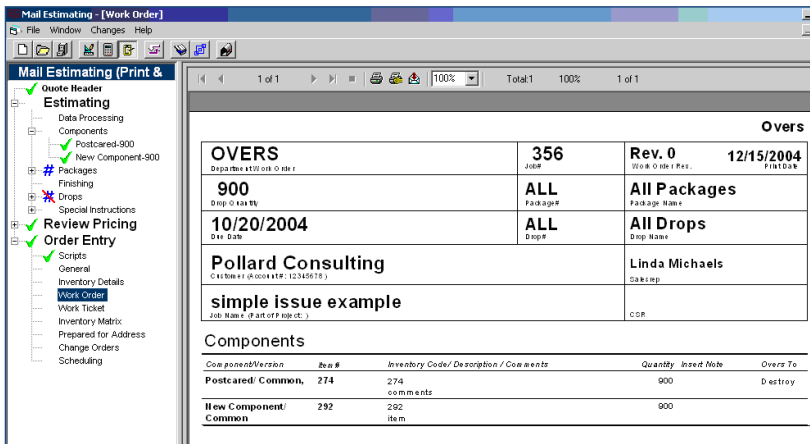 Mail Estimating - [Work Order]
File Window Changes Help
Mail Estimating (Print &
Quote Header
Estimating
Data Processing
Components
Postcared-900
New Component-900
Packages
Finishing
Drops
Special Instructions
Review Pricing
Order Entry
Scripts
General
Inventory Details
Work Order
Work Ticket
Inventory Matrix
Prepared for Address
Change Orders
Scheduling
1 of 1 100% Total:1 100% 1 of 1
Overs
OVERS 356 Rev. 0 12/15/2004
Department Work Order Job# Work Order Rev. Print Date
900 ALL All Packages
Drop Quantity Package# Package Name
10/20/2004 ALL All Drops
Due Date Drop# Drop Name
Pollard Consulting Linda Michaels
Customer (Account#: 12345678) Salesrep
simple issue example
Job Name (Part of Project: ) CSR
Components
Component/Version Item # Inventory Code/ Description / Comments Quantity Insert Note Overs To
Postcared/ Common, 274 274 900 Destroy
comments
New Component/ 292 292 900
Common item